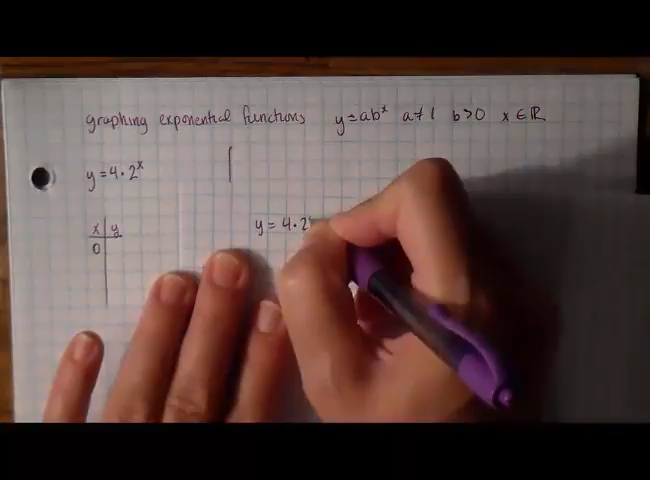 graphing exponential functions y = ab^x a ≠ 1 b > 0 x ∈ ℝ
y = 4 · 2^x
x y
0
y = 4 · 2